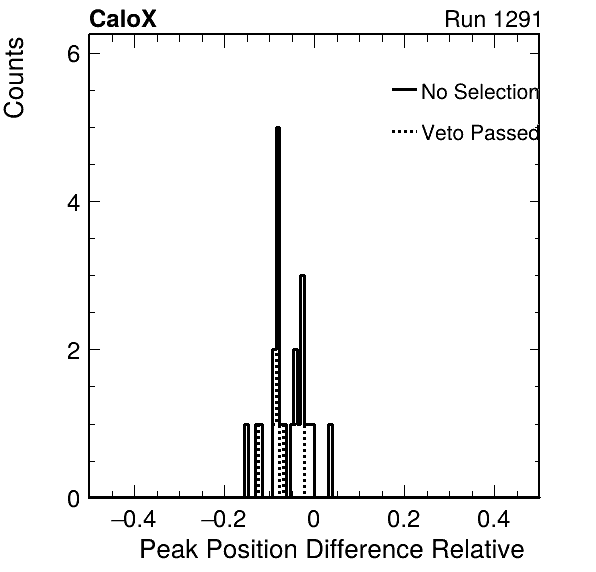 CaloX Run 1291
Counts
6
No Selection
Veto Passed
4
2
0
−0.4 −0.2 0 0.2 0.4
Peak Position Difference Relative